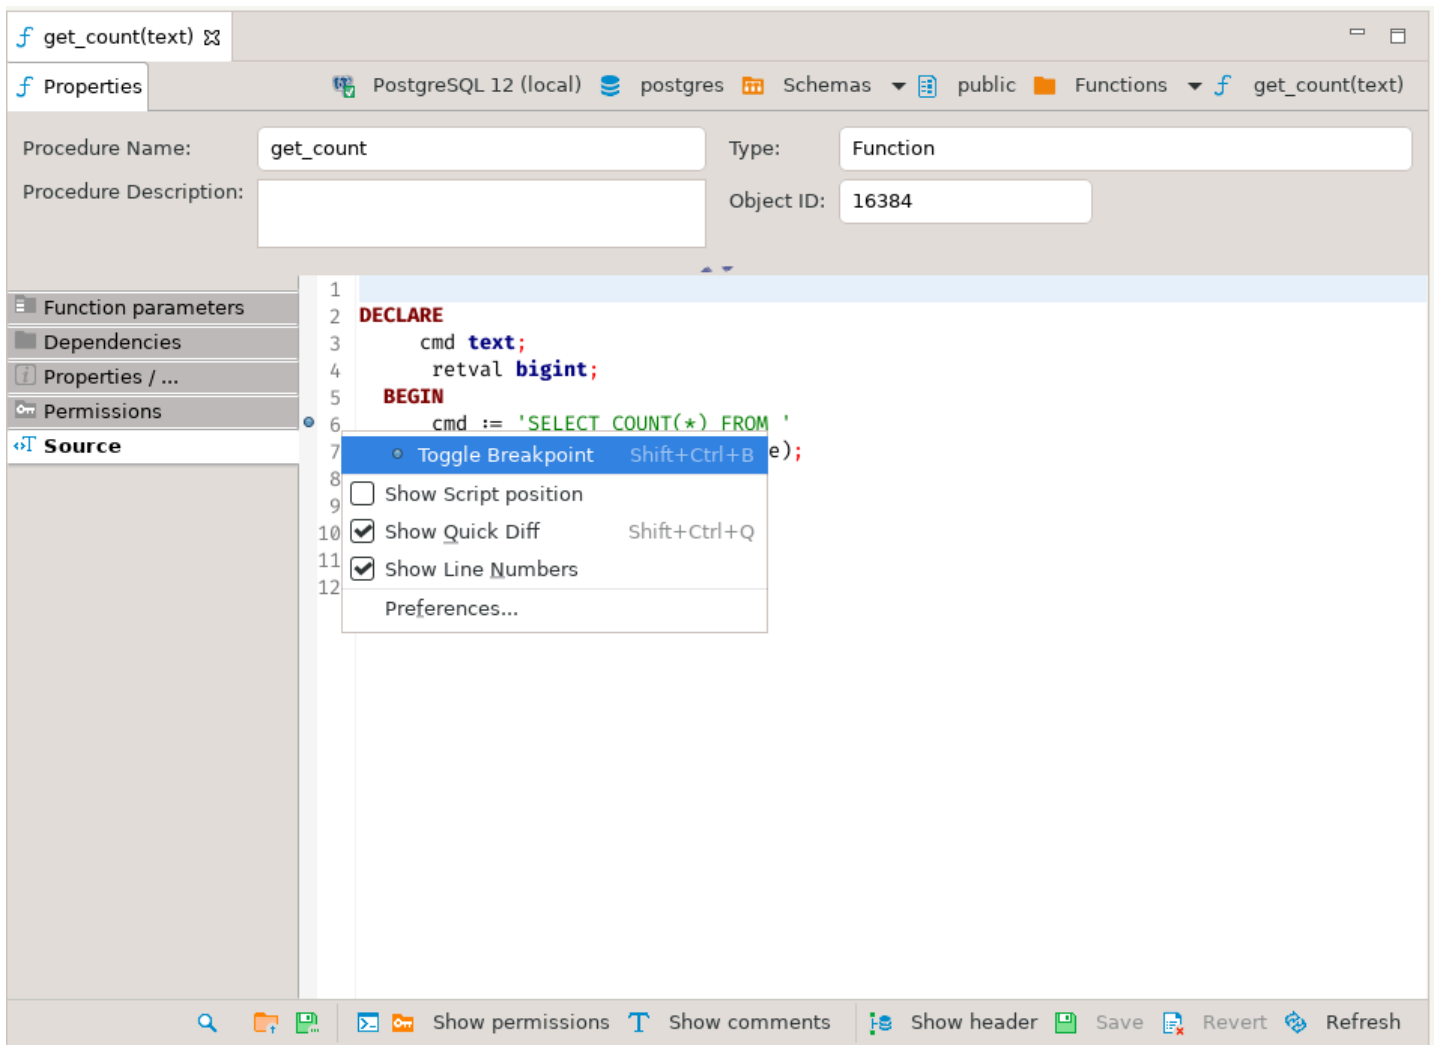 get_count(text)
Properties PostgreSQL 12 (local) postgres Schemas public Functions get_count(text)
Procedure Name: get_count Type: Function
Procedure Description: Object ID: 16384
Function parameters
Dependencies
Properties / ...
Permissions
Source
1
2 DECLARE
3 cmd text;
4 retval bigint;
5 BEGIN
6 cmd := 'SELECT COUNT(*) FROM '
7 e);
8
9
10
11
12
Toggle Breakpoint Shift+Ctrl+B
Show Script position
Show Quick Diff Shift+Ctrl+Q
Show Line Numbers
Preferences...
Show permissions Show comments Show header Save Revert Refresh